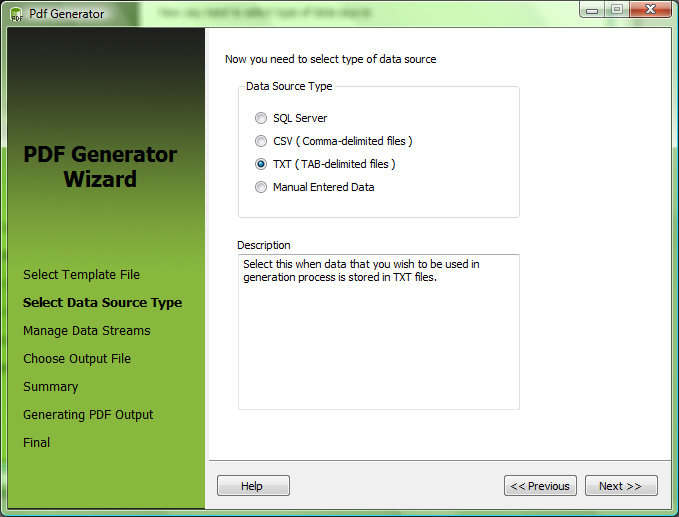 Pdf Generator
PDF Generator
Wizard
Select Template File
Select Data Source Type
Manage Data Streams
Choose Output File
Summary
Generating PDF Output
Final
Now you need to select type of data source
Data Source Type
SQL Server
CSV ( Comma-delimited files )
TXT ( TAB-delimited files )
Manual Entered Data
Description
Select this when data that you wish to be used in
generation process is stored in TXT files.
Help
<< Previous
Next >>